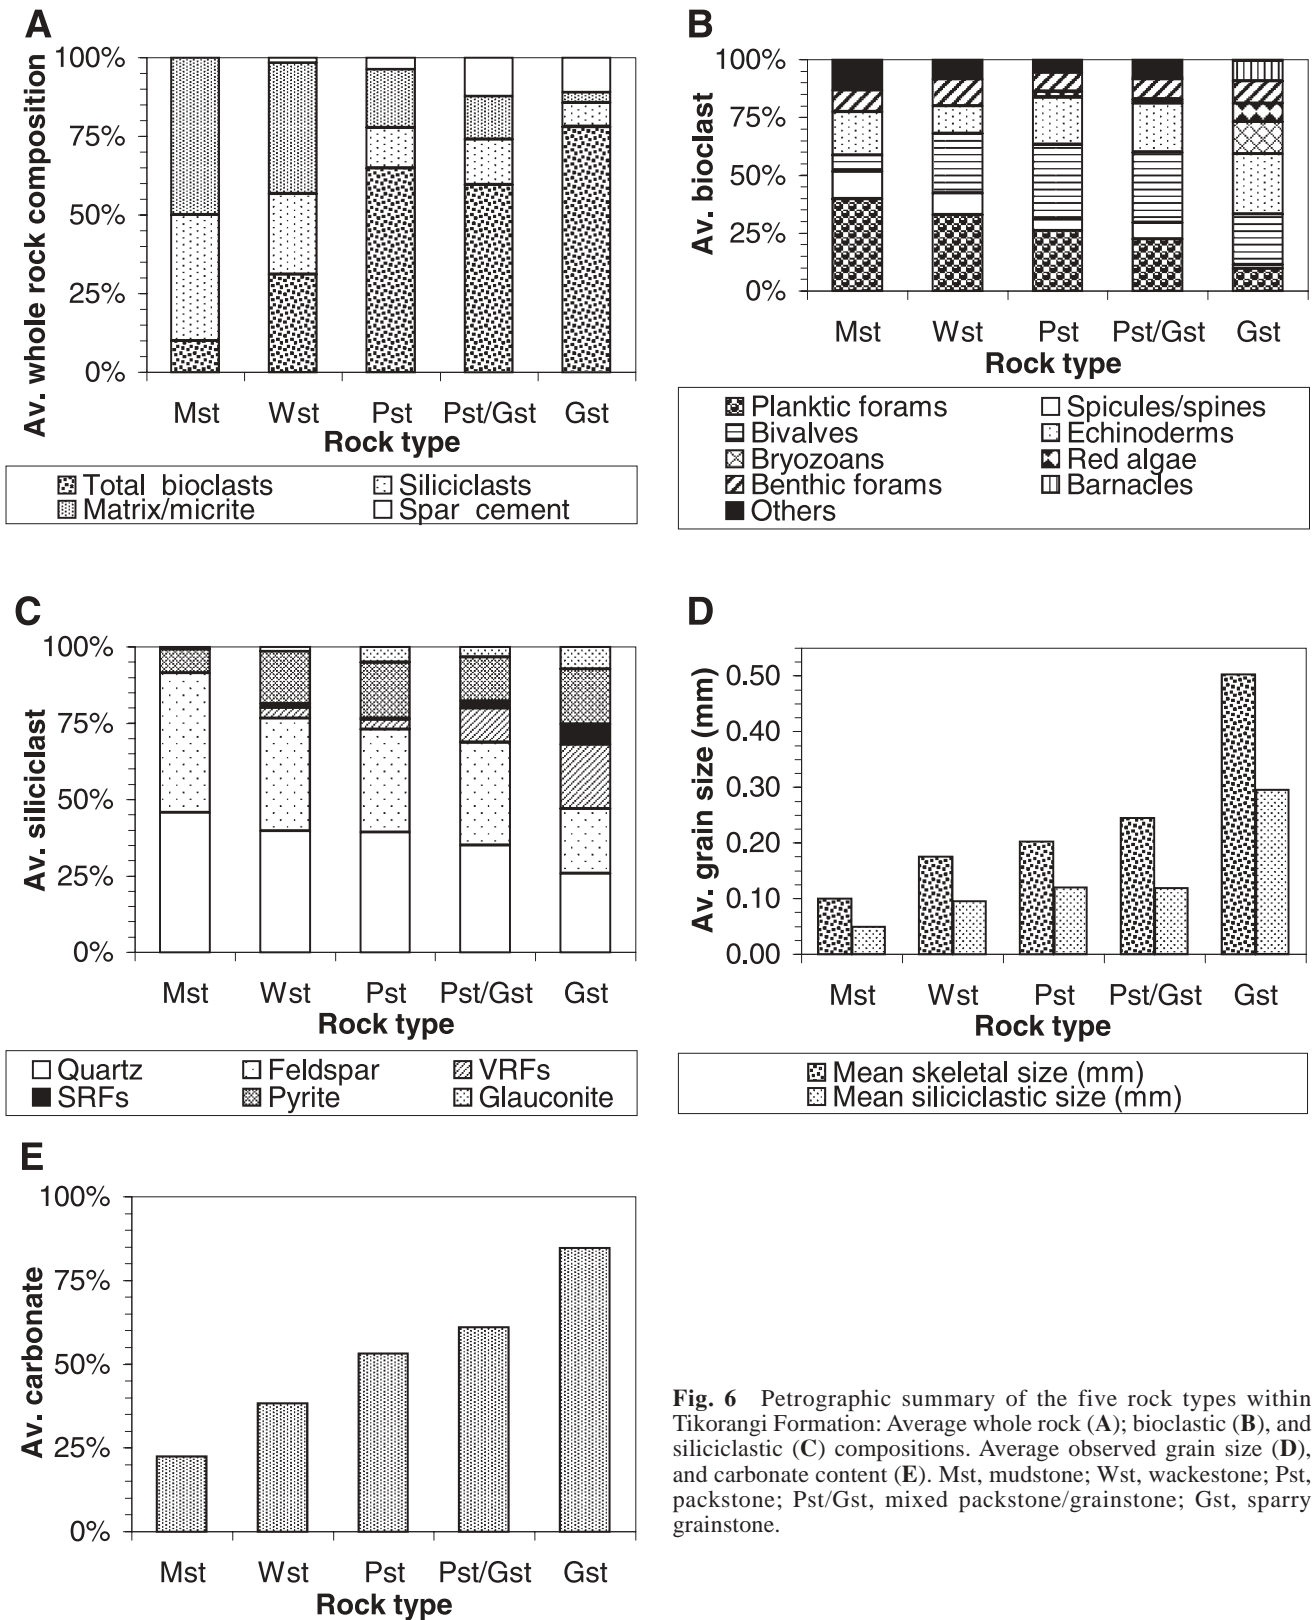 A
Av. whole rock composition
100%
75%
50%
25%
0%
Mst Wst Pst Pst/Gst Gst
Rock type
Total bioclasts Siliciclasts
Matrix/micrite Spar cement
B
Av. bioclast
100%
75%
50%
25%
0%
Mst Wst Pst Pst/Gst Gst
Rock type
Planktic forams Spicules/spines
Bivalves Echinoderms
Bryozoans Red algae
Benthic forams Barnacles
Others
C
Av. siliciclast
100%
75%
50%
25%
0%
Mst Wst Pst Pst/Gst Gst
Rock type
Quartz Feldspar VRFs
SRFs Pyrite Glauconite
D
Av. grain size (mm)
0.50
0.40
0.30
0.20
0.10
0.00
Mst Wst Pst Pst/Gst Gst
Rock type
Mean skeletal size (mm)
Mean siliciclastic size (mm)
E
Av. carbonate
100%
75%
50%
25%
0%
Mst Wst Pst Pst/Gst Gst
Rock type
Fig. 6 Petrographic summary of the five rock types within
Tikorangi Formation: Average whole rock (A); bioclastic (B), and
siliciclastic (C) compositions. Average observed grain size (D),
and carbonate content (E). Mst, mudstone; Wst, wackestone; Pst,
packstone; Pst/Gst, mixed packstone/grainstone; Gst, sparry
grainstone.